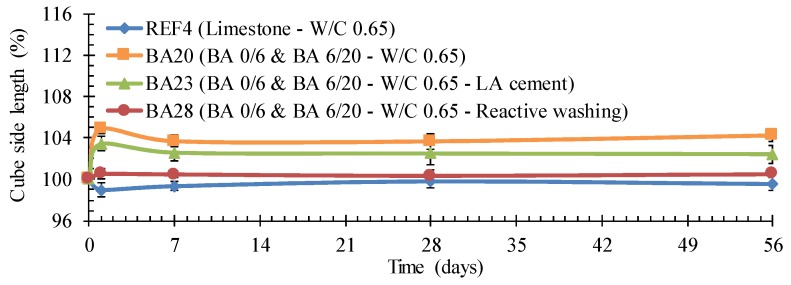 116
112
108
104
100
96
Cube side length (%)
REF4 (Limestone - W/C 0.65)
BA20 (BA 0/6 & BA 6/20 - W/C 0.65)
BA23 (BA 0/6 & BA 6/20 - W/C 0.65 - LA cement)
BA28 (BA 0/6 & BA 6/20 - W/C 0.65 - Reactive washing)
0 7 14 21 28 35 42 49 56
Time (days)